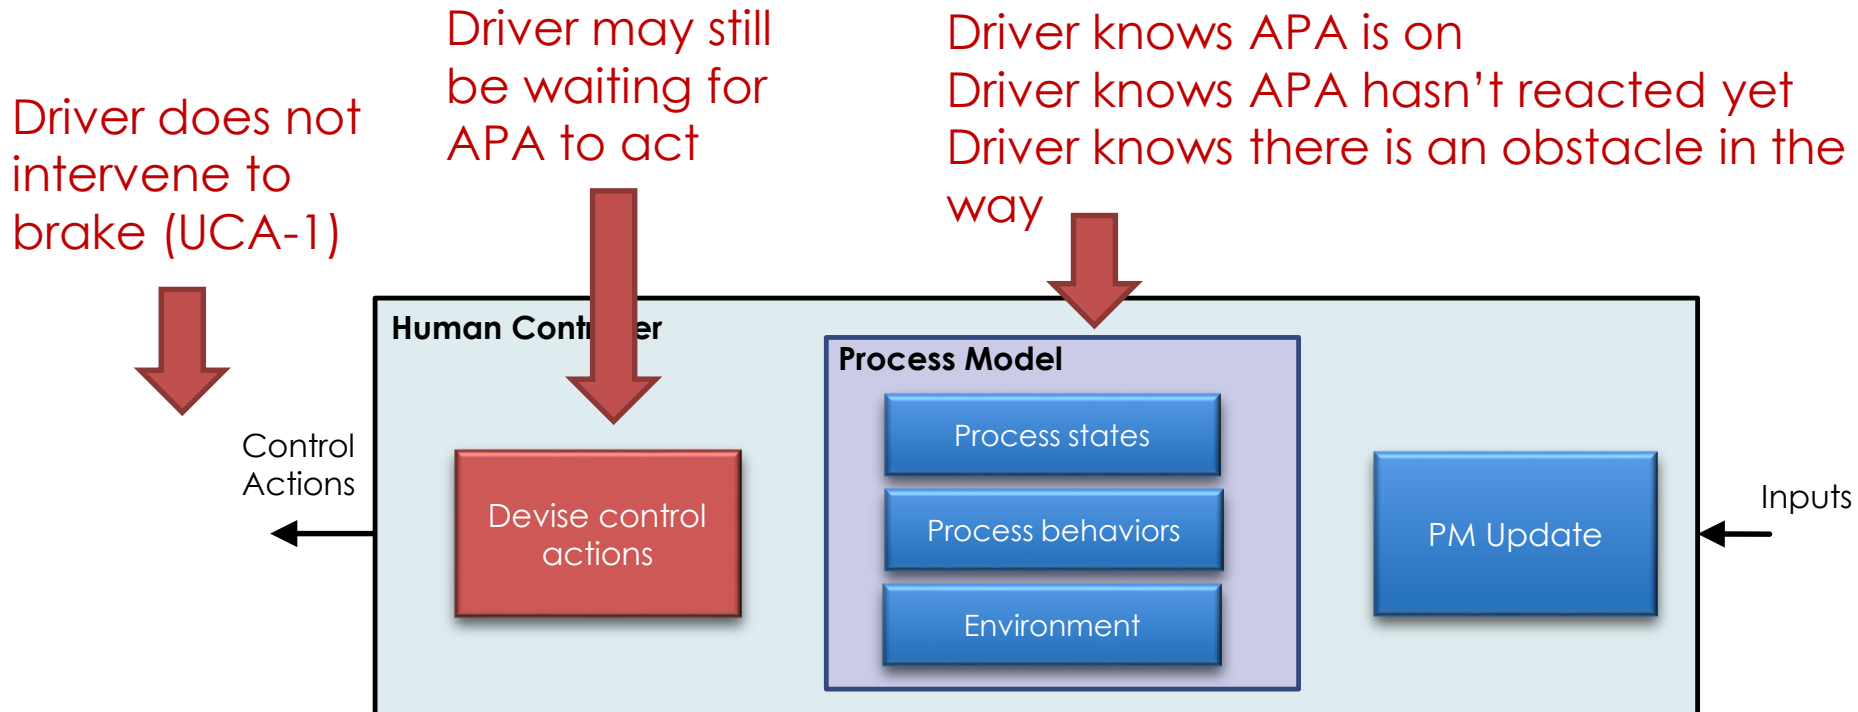 Driver does not
intervene to
brake (UCA-1)
Driver may still
be waiting for
APA to act
Driver knows APA is on
Driver knows APA hasn’t reacted yet
Driver knows there is an obstacle in the
way
Human Cont er
Process Model
Process states
Process behaviors
Environment
Devise control
actions
PM Update
Control
Actions
Inputs